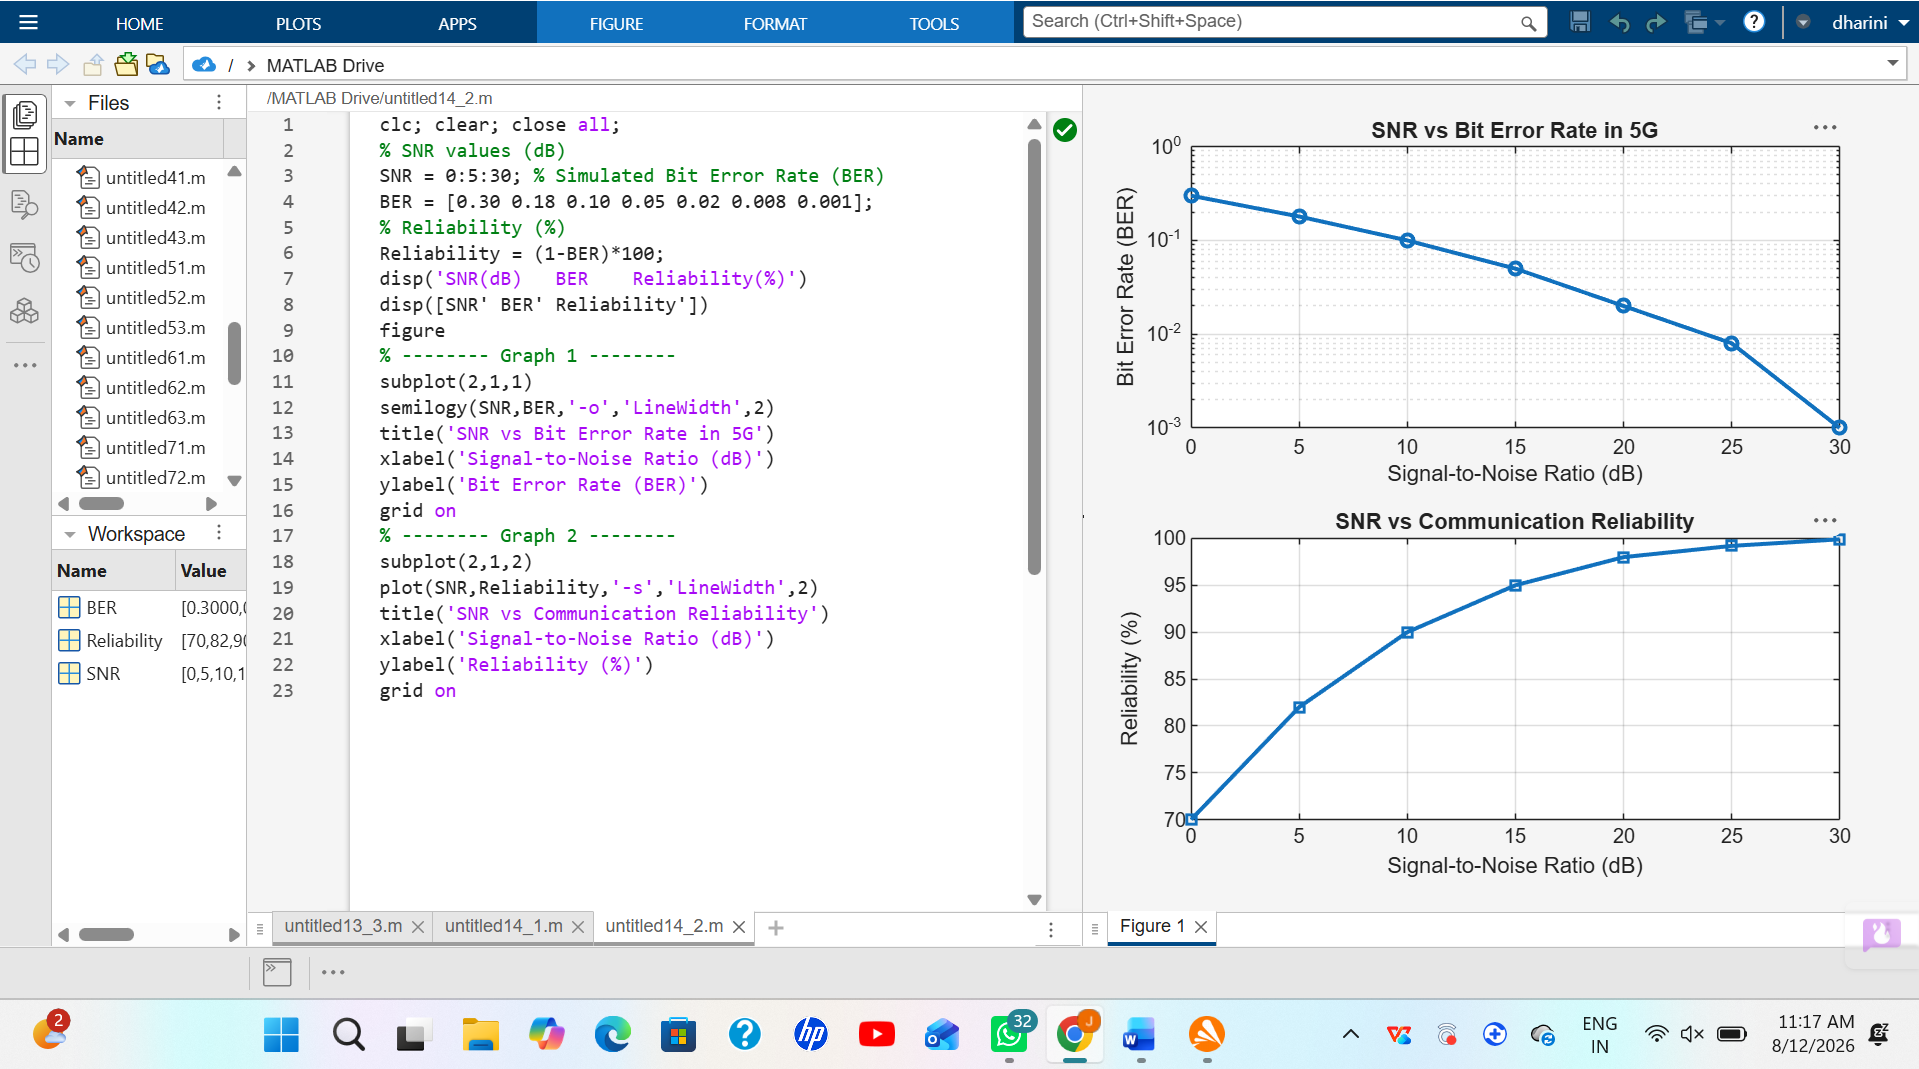 HOME PLOTS APPS FIGURE FORMAT TOOLS Search (Ctrl+Shift+Space) ? dharini
/ > MATLAB Drive
Files
Name
untitled41.m
untitled42.m
untitled43.m
untitled51.m
untitled52.m
untitled53.m
untitled61.m
untitled62.m
untitled63.m
untitled71.m
untitled72.m
Workspace
Name Value
BER [0.3000,0
Reliability [70,82,90
SNR [0,5,10,1
/MATLAB Drive/untitled14_2.m
1 clc; clear; close all;
2 % SNR values (dB)
3 SNR = 0:5:30; % Simulated Bit Error Rate (BER)
4 BER = [0.30 0.18 0.10 0.05 0.02 0.008 0.001];
5 % Reliability (%)
6 Reliability = (1-BER)*100;
7 disp('SNR(dB)   BER    Reliability(%)')
8 disp([SNR' BER' Reliability'])
9 figure
10 % -------- Graph 1 --------
11 subplot(2,1,1)
12 semilogy(SNR,BER,'-o','LineWidth',2)
13 title('SNR vs Bit Error Rate in 5G')
14 xlabel('Signal-to-Noise Ratio (dB)')
15 ylabel('Bit Error Rate (BER)')
16 grid on
17 % -------- Graph 2 --------
18 subplot(2,1,2)
19 plot(SNR,Reliability,'-s','LineWidth',2)
20 title('SNR vs Communication Reliability')
21 xlabel('Signal-to-Noise Ratio (dB)')
22 ylabel('Reliability (%)')
23 grid on
untitled13_3.m untitled14_1.m untitled14_2.m
SNR vs Bit Error Rate in 5G
Bit Error Rate (BER)
10^0
10^-1
10^-2
10^-3
0 5 10 15 20 25 30
Signal-to-Noise Ratio (dB)
SNR vs Communication Reliability
Reliability (%)
100
95
90
85
80
75
70
0 5 10 15 20 25 30
Signal-to-Noise Ratio (dB)
Figure 1
2 ? hp 32 J W
ENG
IN
11:17 AM
8/12/2026